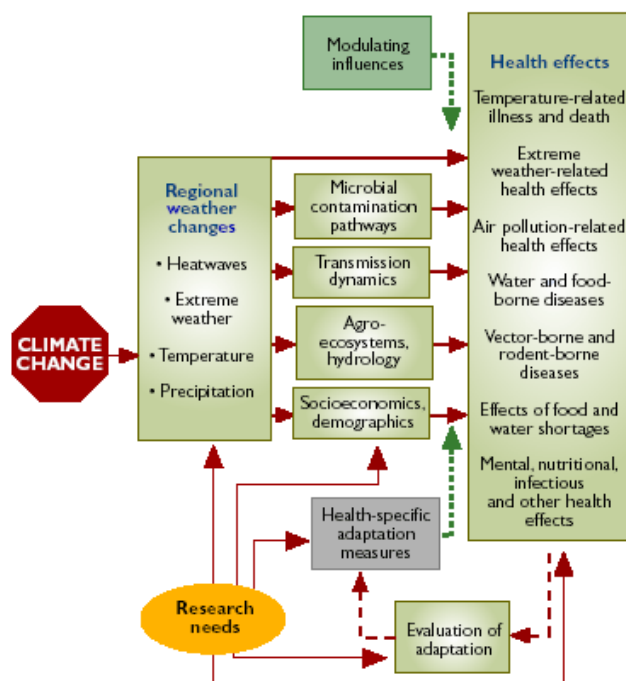 Modulating
influences
Health effects
Temperature-related
illness and death
Extreme
weather-related
health effects
Air pollution-related
health effects
Water and food-
borne diseases
Vector-borne and
rodent-borne
diseases
Effects of food and
water shortages
Mental, nutritional,
infectious
and other health
effects
Regional
weather
changes
• Heatwaves
• Extreme
weather
• Temperature
• Precipitation
Microbial
contamination
pathways
Transmission
dynamics
Agro-
ecosystems,
hydrology
Socioeconomics,
demographics
CLIMATE
CHANGE
Health-specific
adaptation
measures
Research
needs
Evaluation of
adaptation